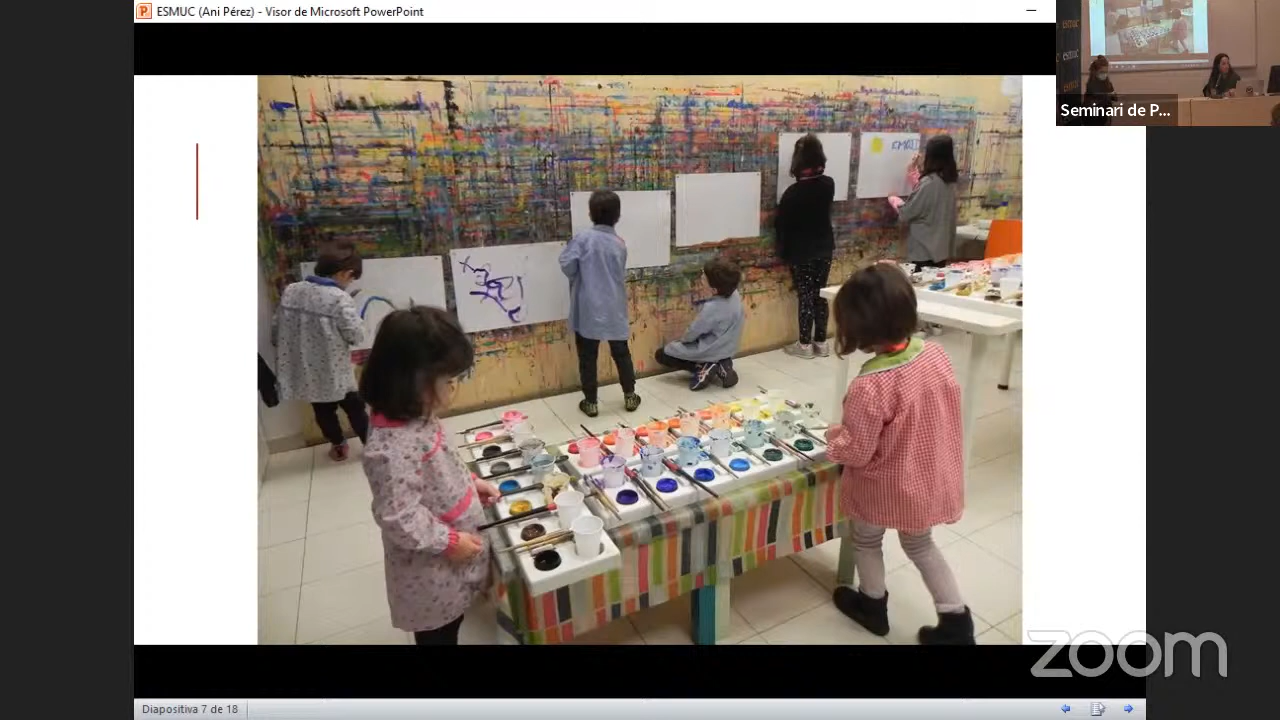 ESMUC (Ani Pérez) - Visor de Microsoft PowerPoint
Seminari de P...
zoom
Diapositiva 7 de 18